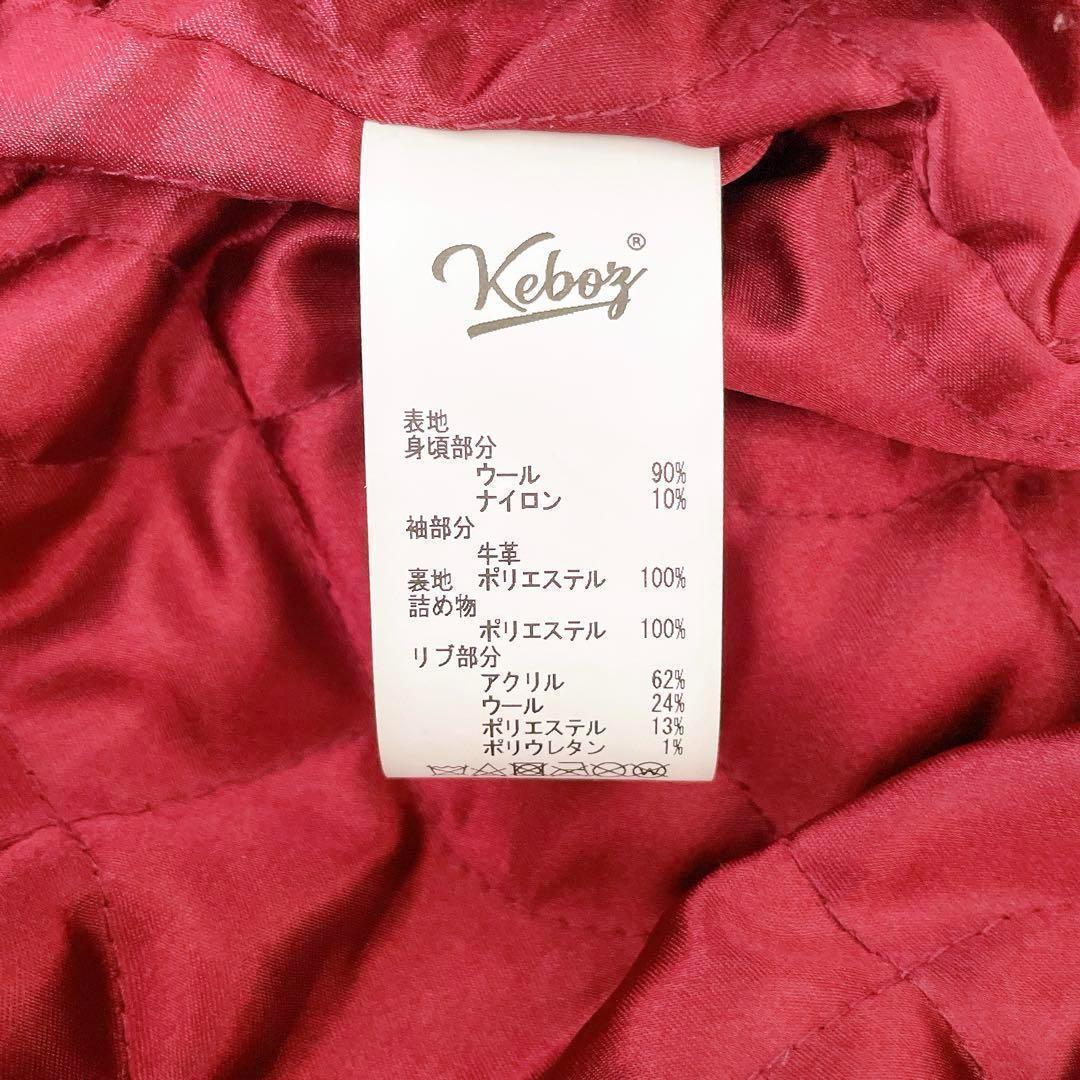 Keboz®
表地
身頃部分
ウール 90%
ナイロン 10%
袖部分
牛革
裏地 ポリエステル 100%
詰め物
ポリエステル 100%
リブ部分
アクリル 62%
ウール 24%
ポリエステル 13%
ポリウレタン 1%